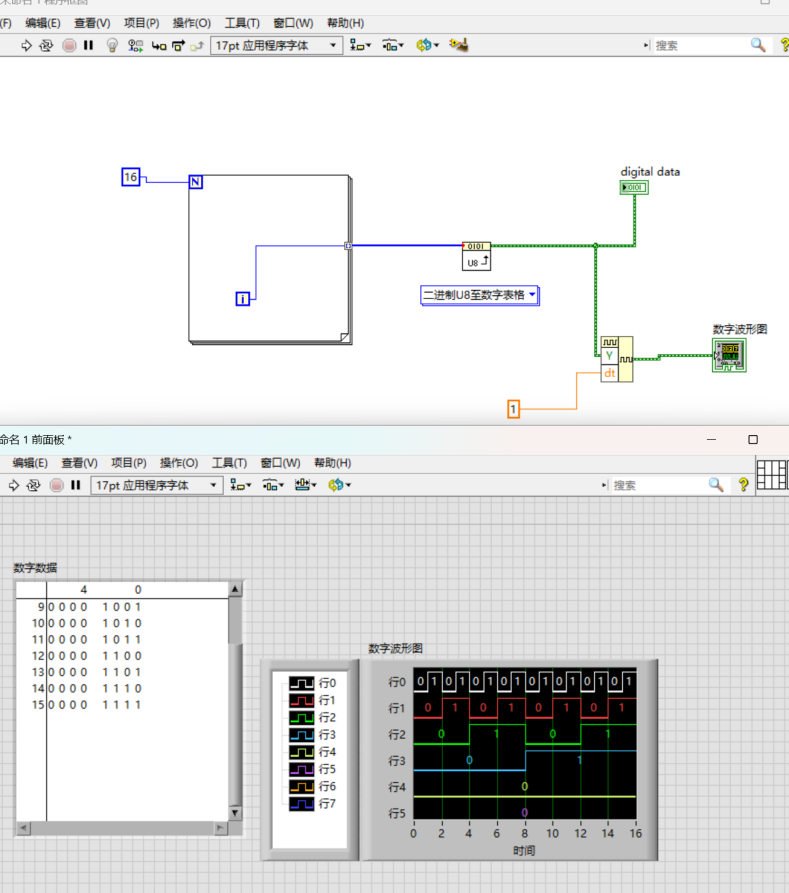 未命名 1 程序框图
(F) 编辑(E) 查看(V) 项目(P) 操作(O) 工具(T) 窗口(W) 帮助(H)
17pt 应用程序字体 搜索
16 N
i
0101
U8
二进制U8至数字表格
digital data
0101
数字波形图
Y
dt
1
命名 1 前面板 *
编辑(E) 查看(V) 项目(P) 操作(O) 工具(T) 窗口(W) 帮助(H)
17pt 应用程序字体 搜索
数字数据
4 0
9 0 0 0 0 1 0 0 1
10 0 0 0 0 1 0 1 0
11 0 0 0 0 1 0 1 1
12 0 0 0 0 1 1 0 0
13 0 0 0 0 1 1 0 1
14 0 0 0 0 1 1 1 0
15 0 0 0 0 1 1 1 1
行0
行1
行2
行3
行4
行5
行6
行7
数字波形图
行0 0 1 0 1 0 1 0 1 0 1 0 1 0 1 0 1
行1 0 1 0 1 0 1 0 1
行2 0 1 0 1
行3 0 1
行4 0
行5 0
0 2 4 6 8 10 12 14 16
时间